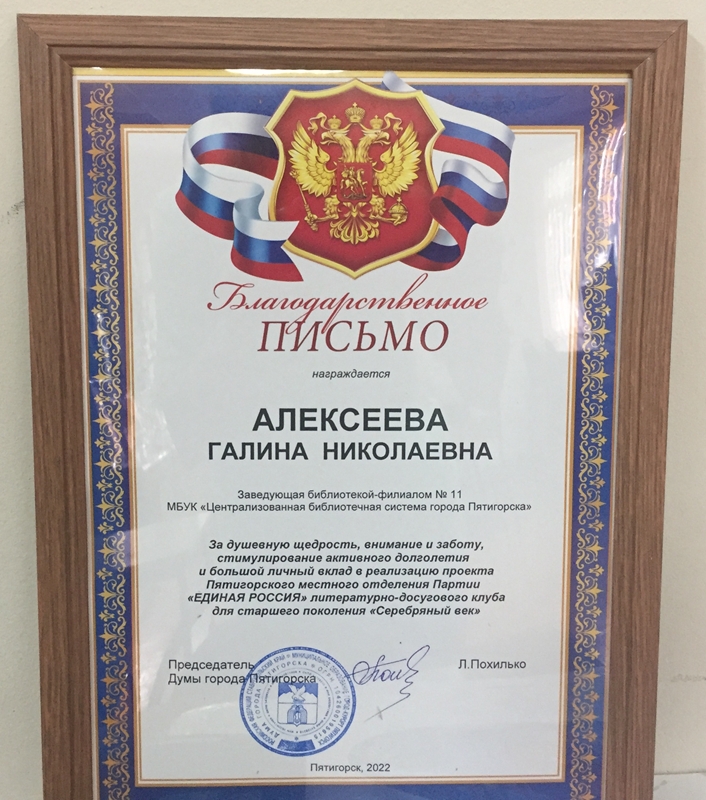 Благодарственное
ПИСЬМО
награждается
АЛЕКСЕЕВА
ГАЛИНА НИКОЛАЕВНА
Заведующая библиотекой-филиалом № 11
МБУК «Централизованная библиотечная система города Пятигорска»
За душевную щедрость, внимание и заботу,
стимулирование активного долголетия
и большой личный вклад в реализацию проекта
Пятигорского местного отделения Партии
«ЕДИНАЯ РОССИЯ» литературно-досугового клуба
для старшего поколения «Серебряный век»
Председатель
Думы города Пятигорска
Л.Похилько
Пятигорск, 2022